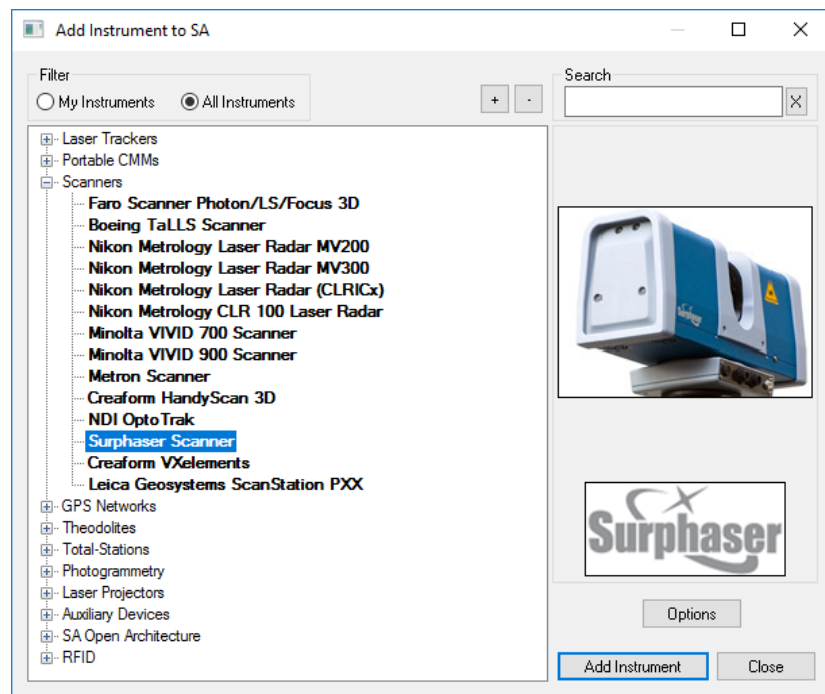 Add Instrument to SA
Filter
My Instruments All Instruments
+ -
Search
X
Laser Trackers
Portable CMMs
Scanners
Faro Scanner Photon/LS/Focus 3D
Boeing TaLLS Scanner
Nikon Metrology Laser Radar MV200
Nikon Metrology Laser Radar MV300
Nikon Metrology Laser Radar (CLRICx)
Nikon Metrology CLR 100 Laser Radar
Minolta VIVID 700 Scanner
Minolta VIVID 900 Scanner
Metron Scanner
Creaform HandyScan 3D
NDI OptoTrak
Surphaser Scanner
Creaform VXelements
Leica Geosystems ScanStation PXX
GPS Networks
Theodolites
Total-Stations
Photogrammetry
Laser Projectors
Auxiliary Devices
SA Open Architecture
RFID
Surphaser
Surphaser
Options
Add Instrument Close